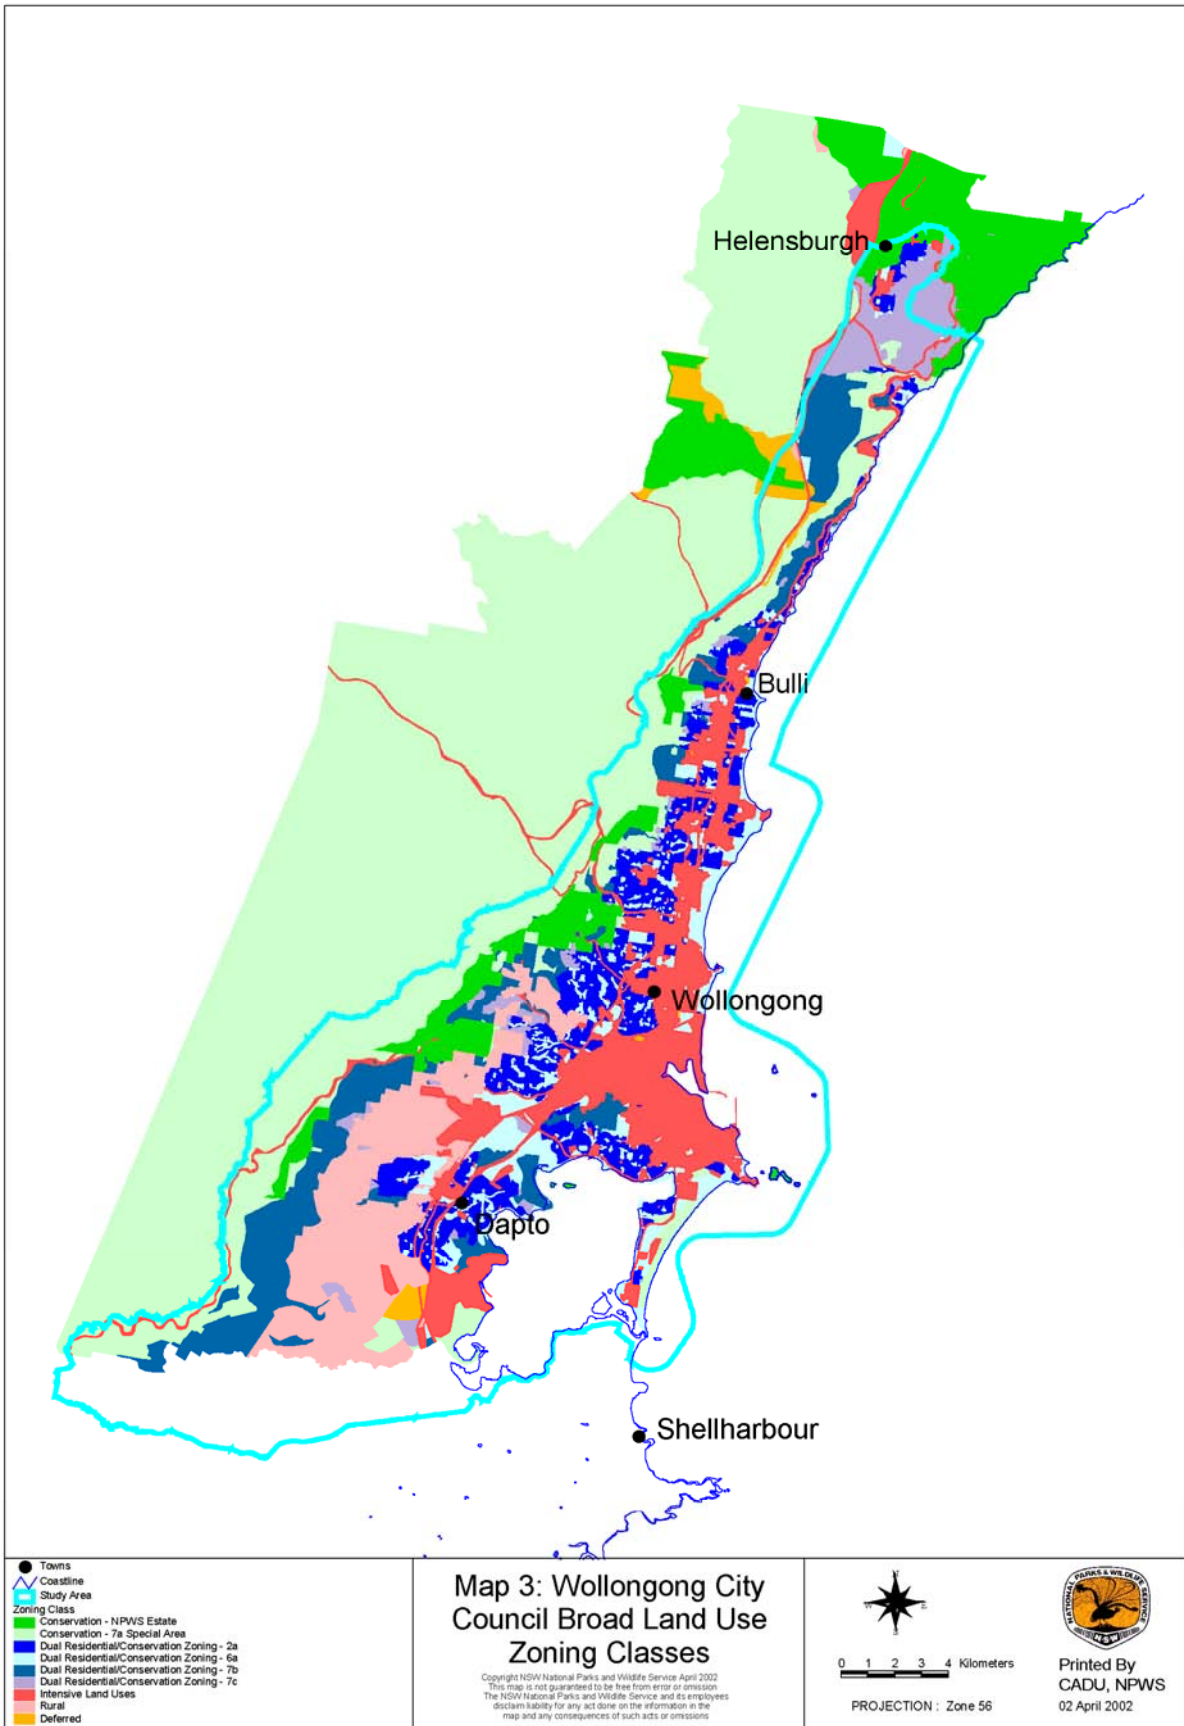 Helensburgh
Bulli
Wollongong
Dapto
Shellharbour
Towns
Coastline
Study Area
Zoning Class
Conservation - NPWS Estate
Conservation - 7a Special Area
Dual Residential/Conservation Zoning - 2a
Dual Residential/Conservation Zoning - 6a
Dual Residential/Conservation Zoning - 7b
Dual Residential/Conservation Zoning - 7c
Intensive Land Uses
Rural
Deferred
Map 3: Wollongong City
Council Broad Land Use
Zoning Classes
Copyright NSW National Parks and Wildlife Service April 2002
This map is not guaranteed to be free from error or omission
The NSW National Parks and Wildlife Service and its employees
disclaim liability for any act done on the information in the
map and any consequences of such acts or omissions
N
W E
S
0 1 2 3 4 Kilometers
PROJECTION : Zone 56
NATIONAL PARKS & WILDLIFE SERVICE
NSW
Printed By
CADU, NPWS
02 April 2002